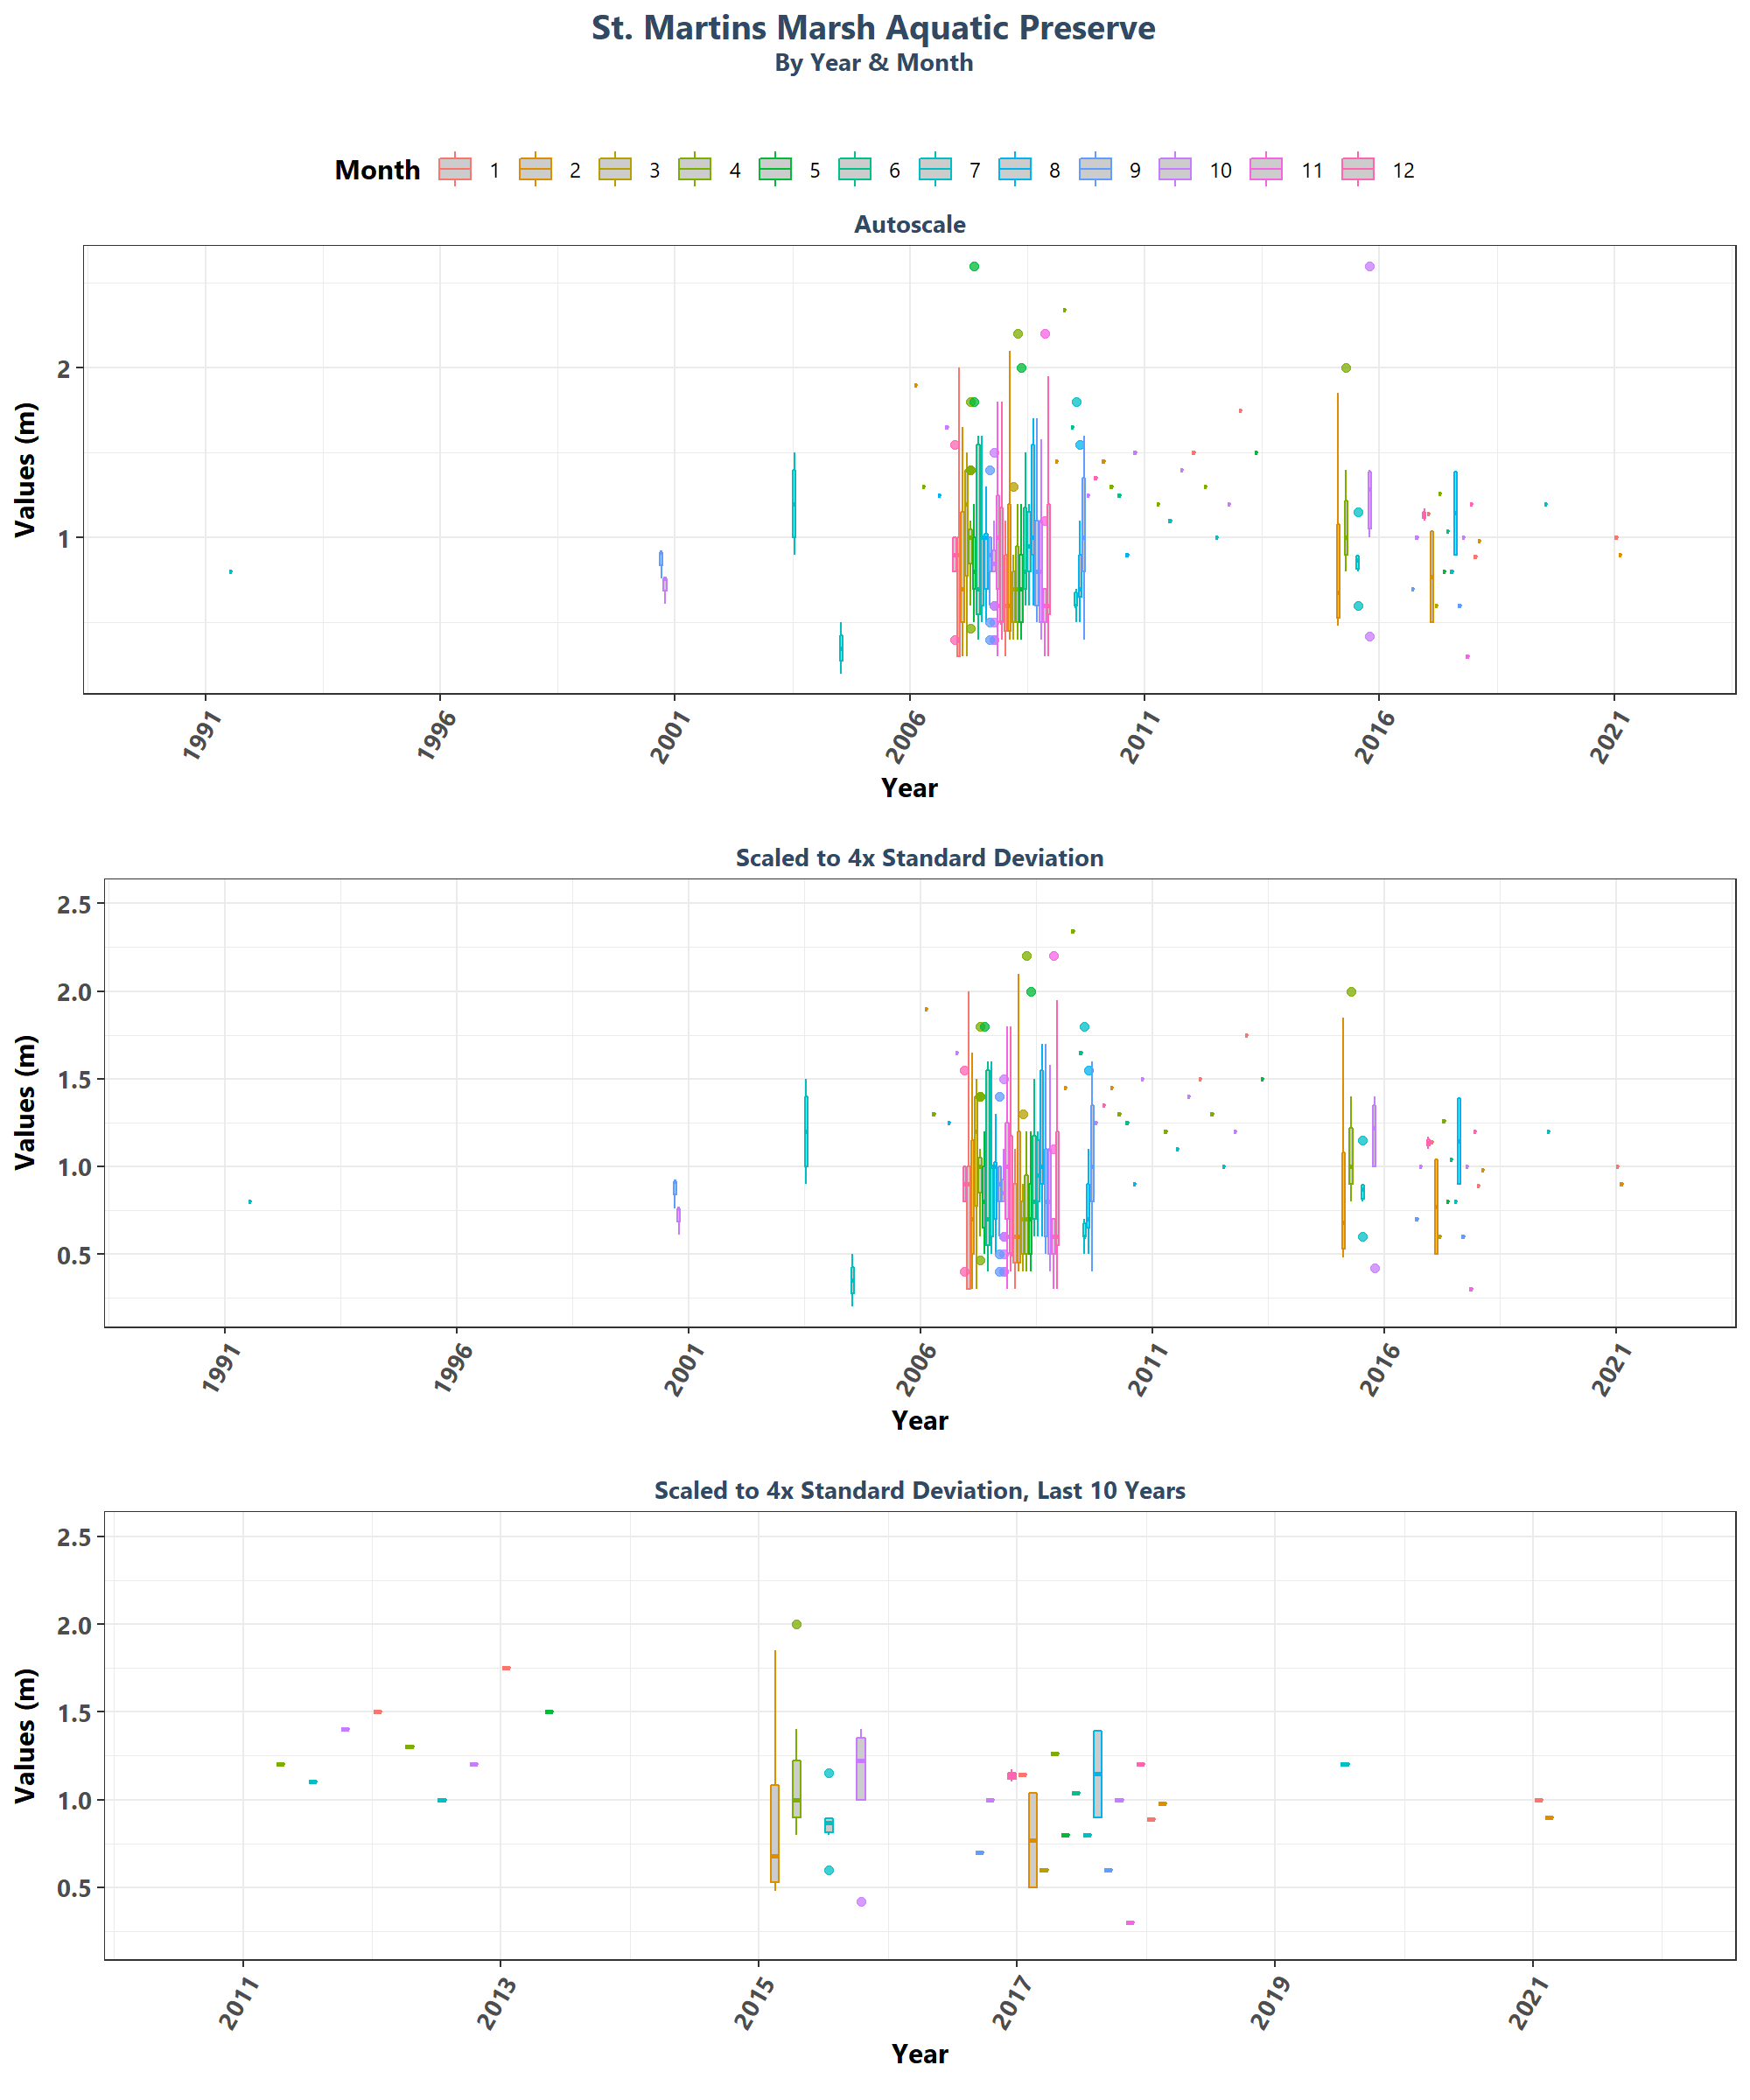 St. Martins Marsh Aquatic Preserve
By Year & Month
Month 1 2 3 4 5 6 7 8 9 10 11 12
Autoscale
Values (m)
2
1
1991 1996 2001 2006 2011 2016 2021
Year
Scaled to 4x Standard Deviation
Values (m)
2.5
2.0
1.5
1.0
0.5
1991 1996 2001 2006 2011 2016 2021
Year
Scaled to 4x Standard Deviation, Last 10 Years
Values (m)
2.5
2.0
1.5
1.0
0.5
2011 2013 2015 2017 2019 2021
Year